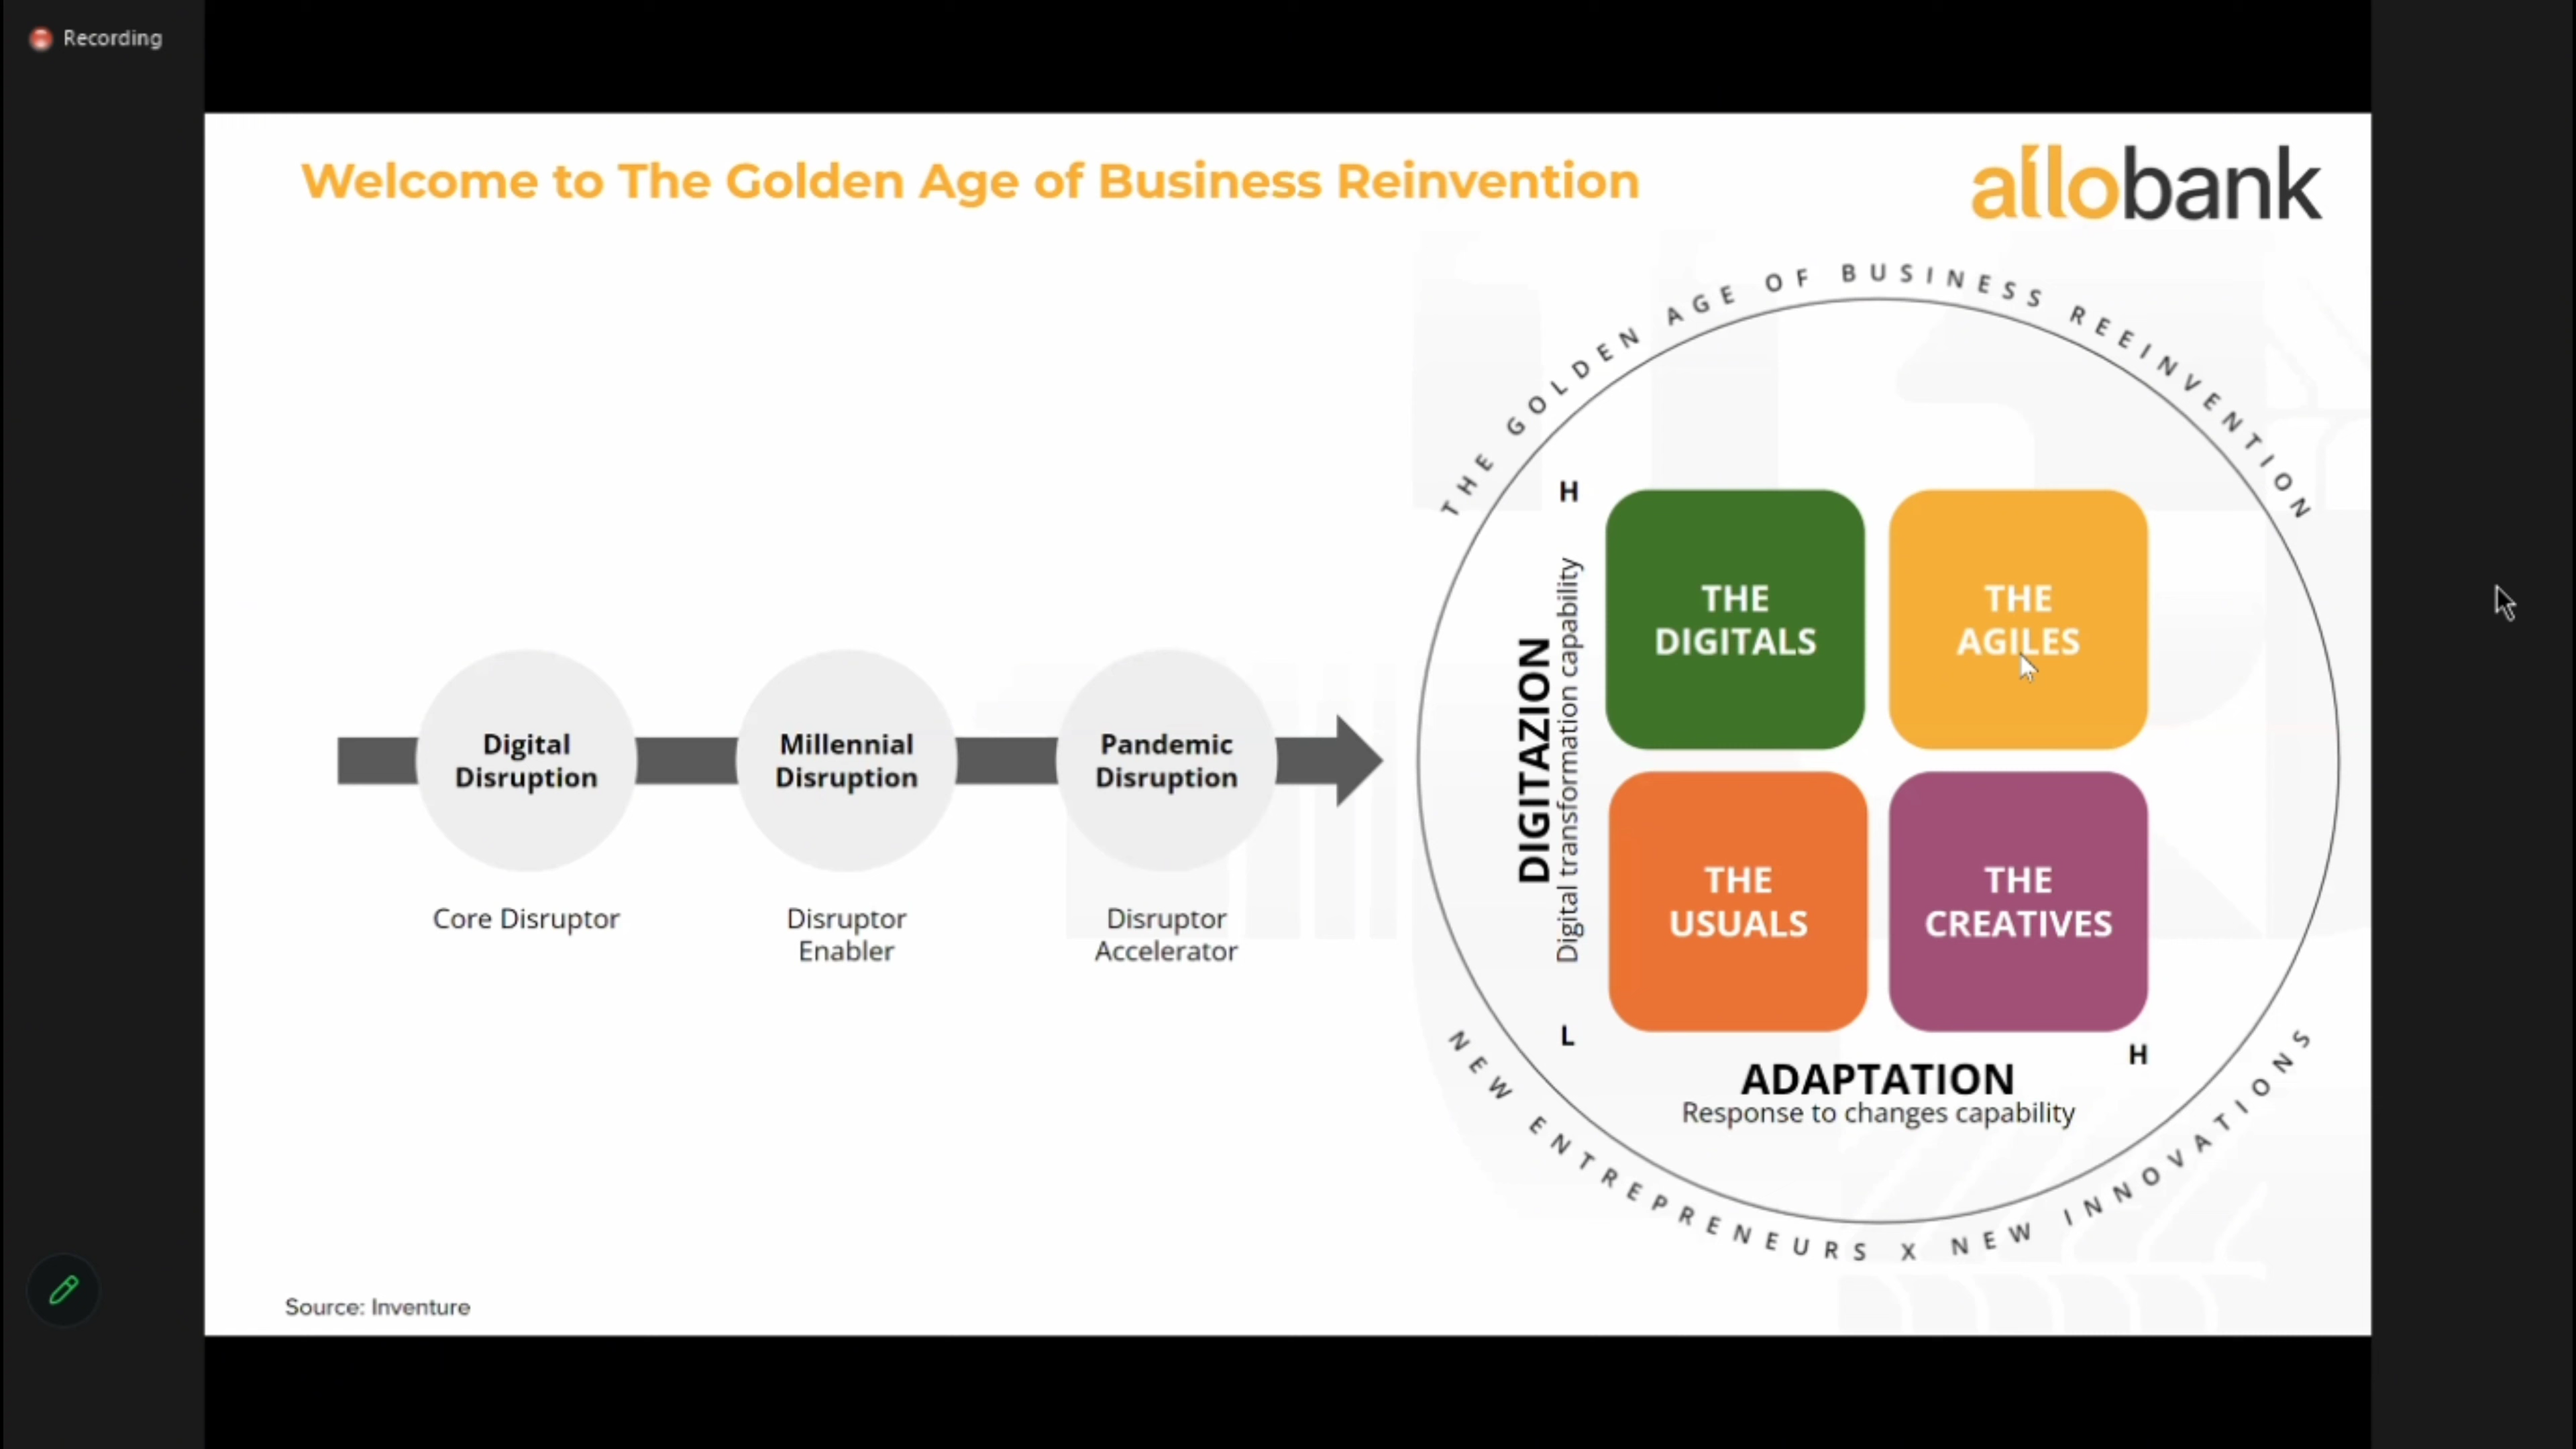 Recording
Welcome to The Golden Age of Business Reinvention
allobank
Digital
Disruption
Core Disruptor
Millennial
Disruption
Disruptor
Enabler
Pandemic
Disruption
Disruptor
Accelerator
THE GOLDEN AGE OF BUSINESS REEINVENTION
H
DIGITAZION
Digital transformation capability
L
THE
DIGITALS
THE
AGILES
THE
USUALS
THE
CREATIVES
H
ADAPTATION
Response to changes capability
NEW ENTREPRENEURS X NEW INNOVATIONS
Source: Inventure